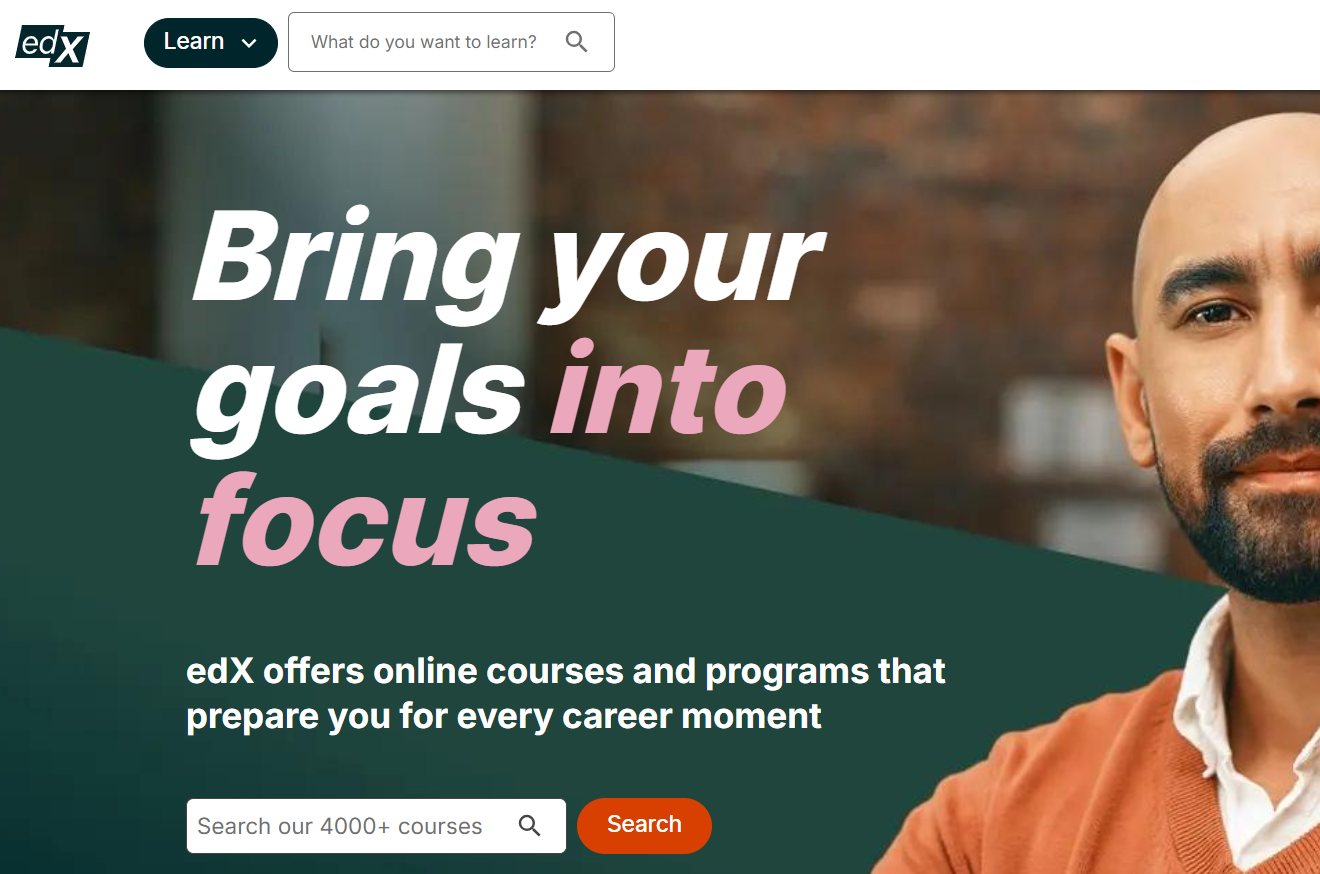 edX
Learn
What do you want to learn?
Bring your
goals into
focus
edX offers online courses and programs that
prepare you for every career moment
Search our 4000+ courses
Search